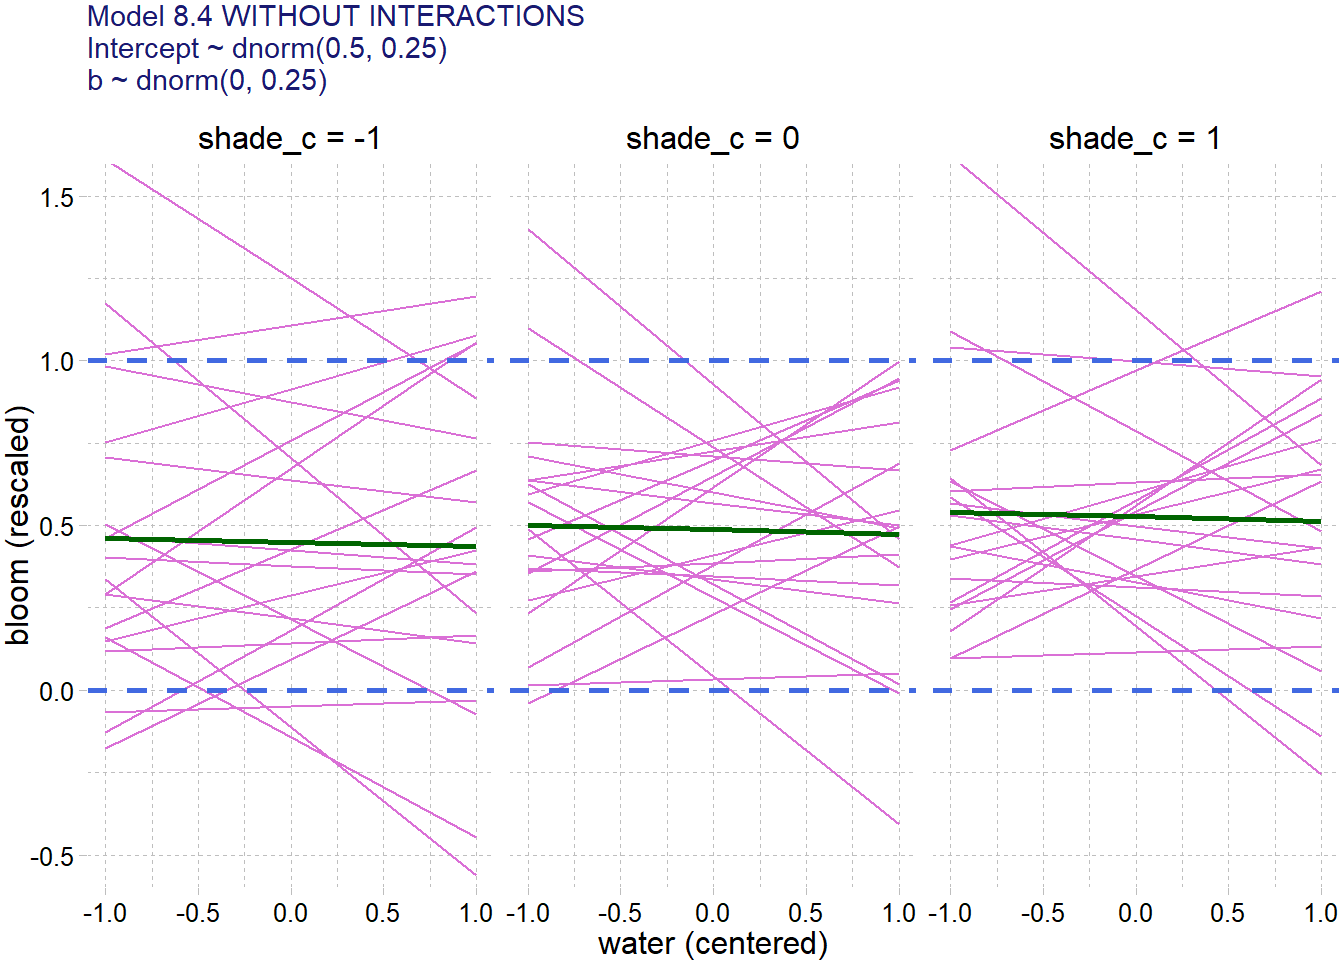 Model 8.4 WITHOUT INTERACTIONS
Intercept ~ dnorm(0.5, 0.25)
b ~ dnorm(0, 0.25)
shade_c = -1 shade_c = 0 shade_c = 1
1.5
1.0
0.5
0.0
-0.5
bloom (rescaled)
-1.0 -0.5 0.0 0.5 1.0 -1.0 -0.5 0.0 0.5 1.0 -1.0 -0.5 0.0 0.5 1.0
water (centered)